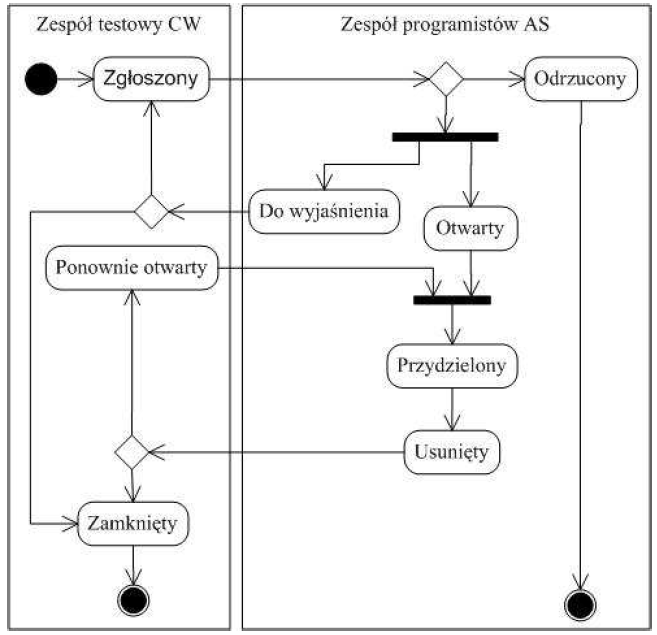 Zespół testowy CW
Zespół programistów AS
Zgłoszony
Odrzucony
Do wyjaśnienia
Otwarty
Ponownie otwarty
Przydzielony
Usunięty
Zamknięty